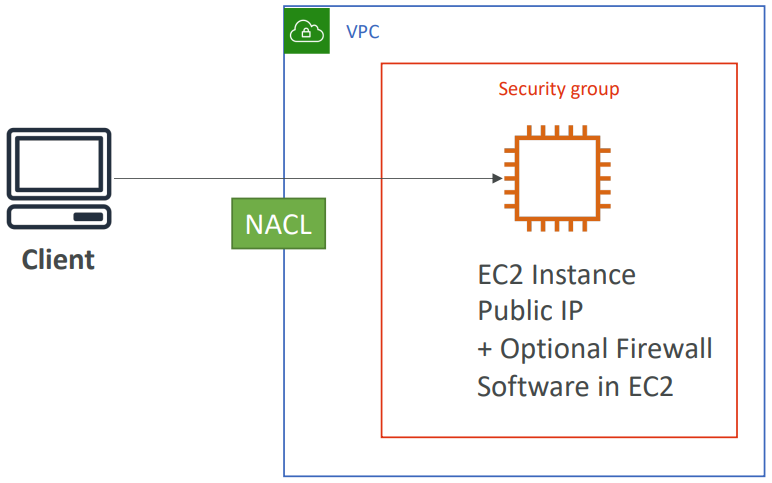 VPC
Security group
NACL
Client
EC2 Instance
Public IP
+ Optional Firewall
Software in EC2